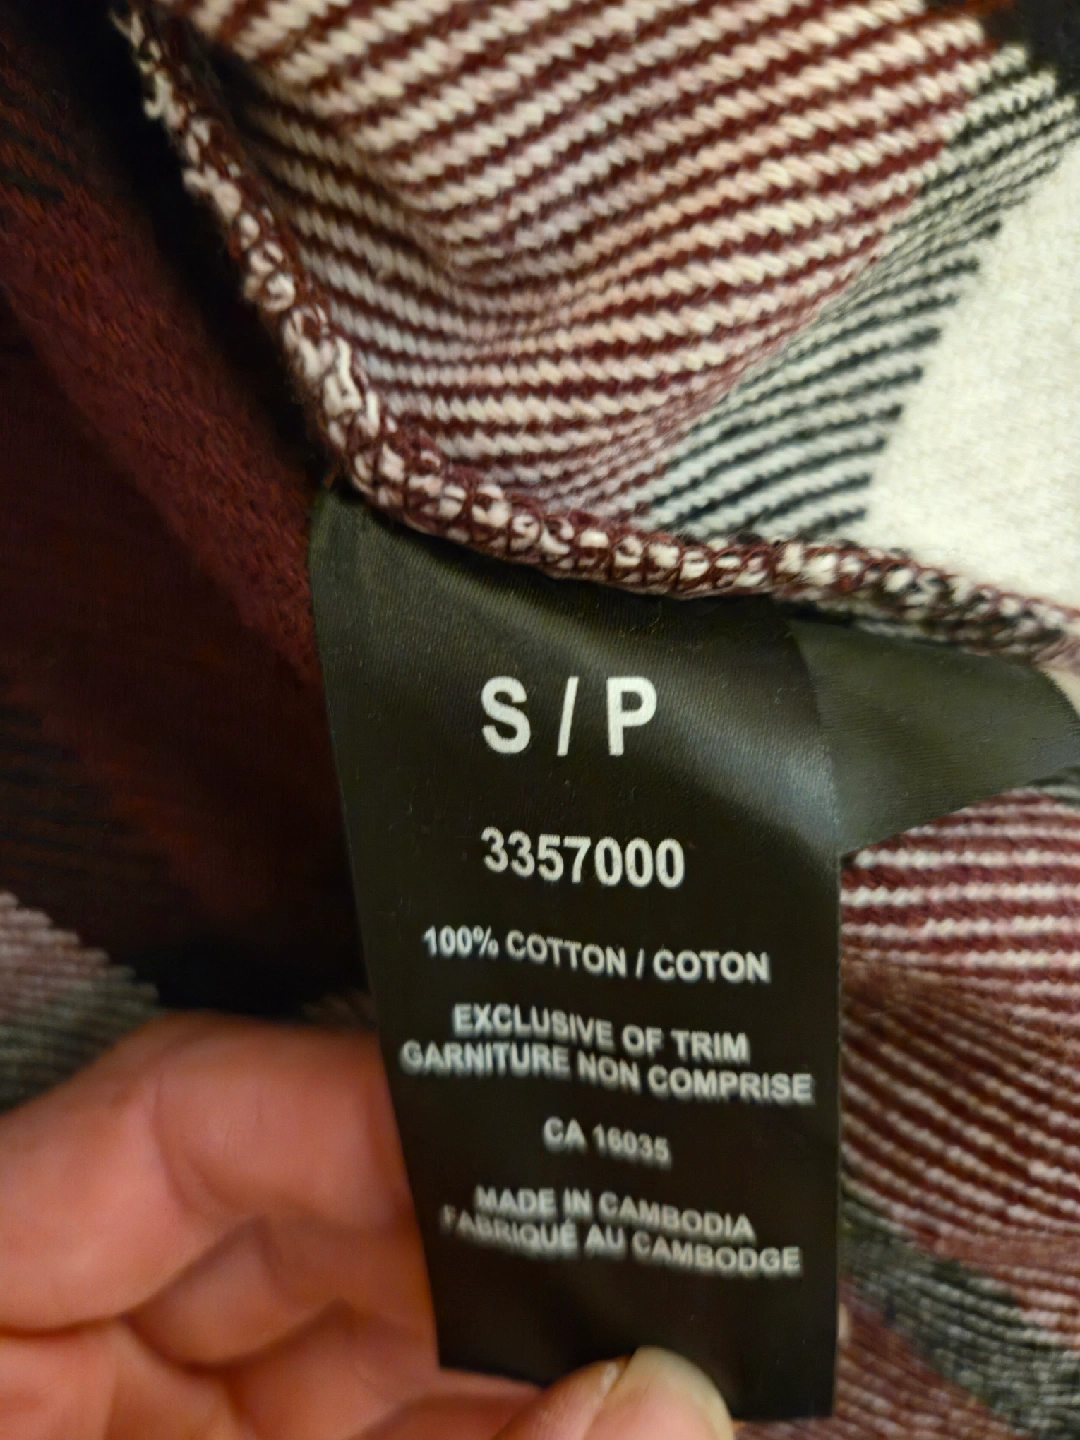 S / P
3357000
100% COTTON / COTON
EXCLUSIVE OF TRIM
GARNITURE NON COMPRISE
CA 16035
MADE IN CAMBODIA
FABRIQUÉ AU CAMBODGE